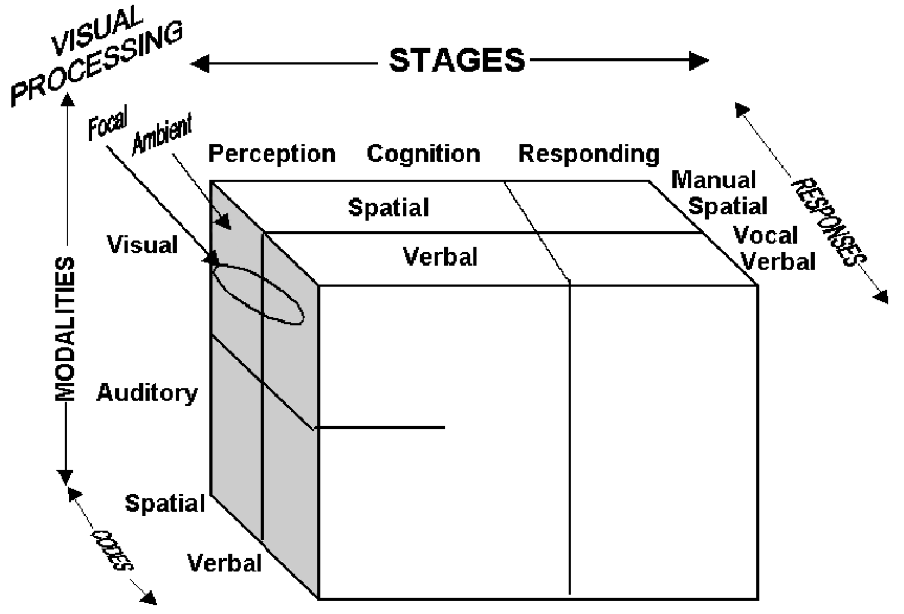 VISUAL
PROCESSING
STAGES
Focal
Ambient
Perception Cognition Responding
Manual
Spatial
Vocal
Verbal
RESPONSES
Spatial
Verbal
Visual
MODALITIES
Auditory
Spatial
Verbal
CODES